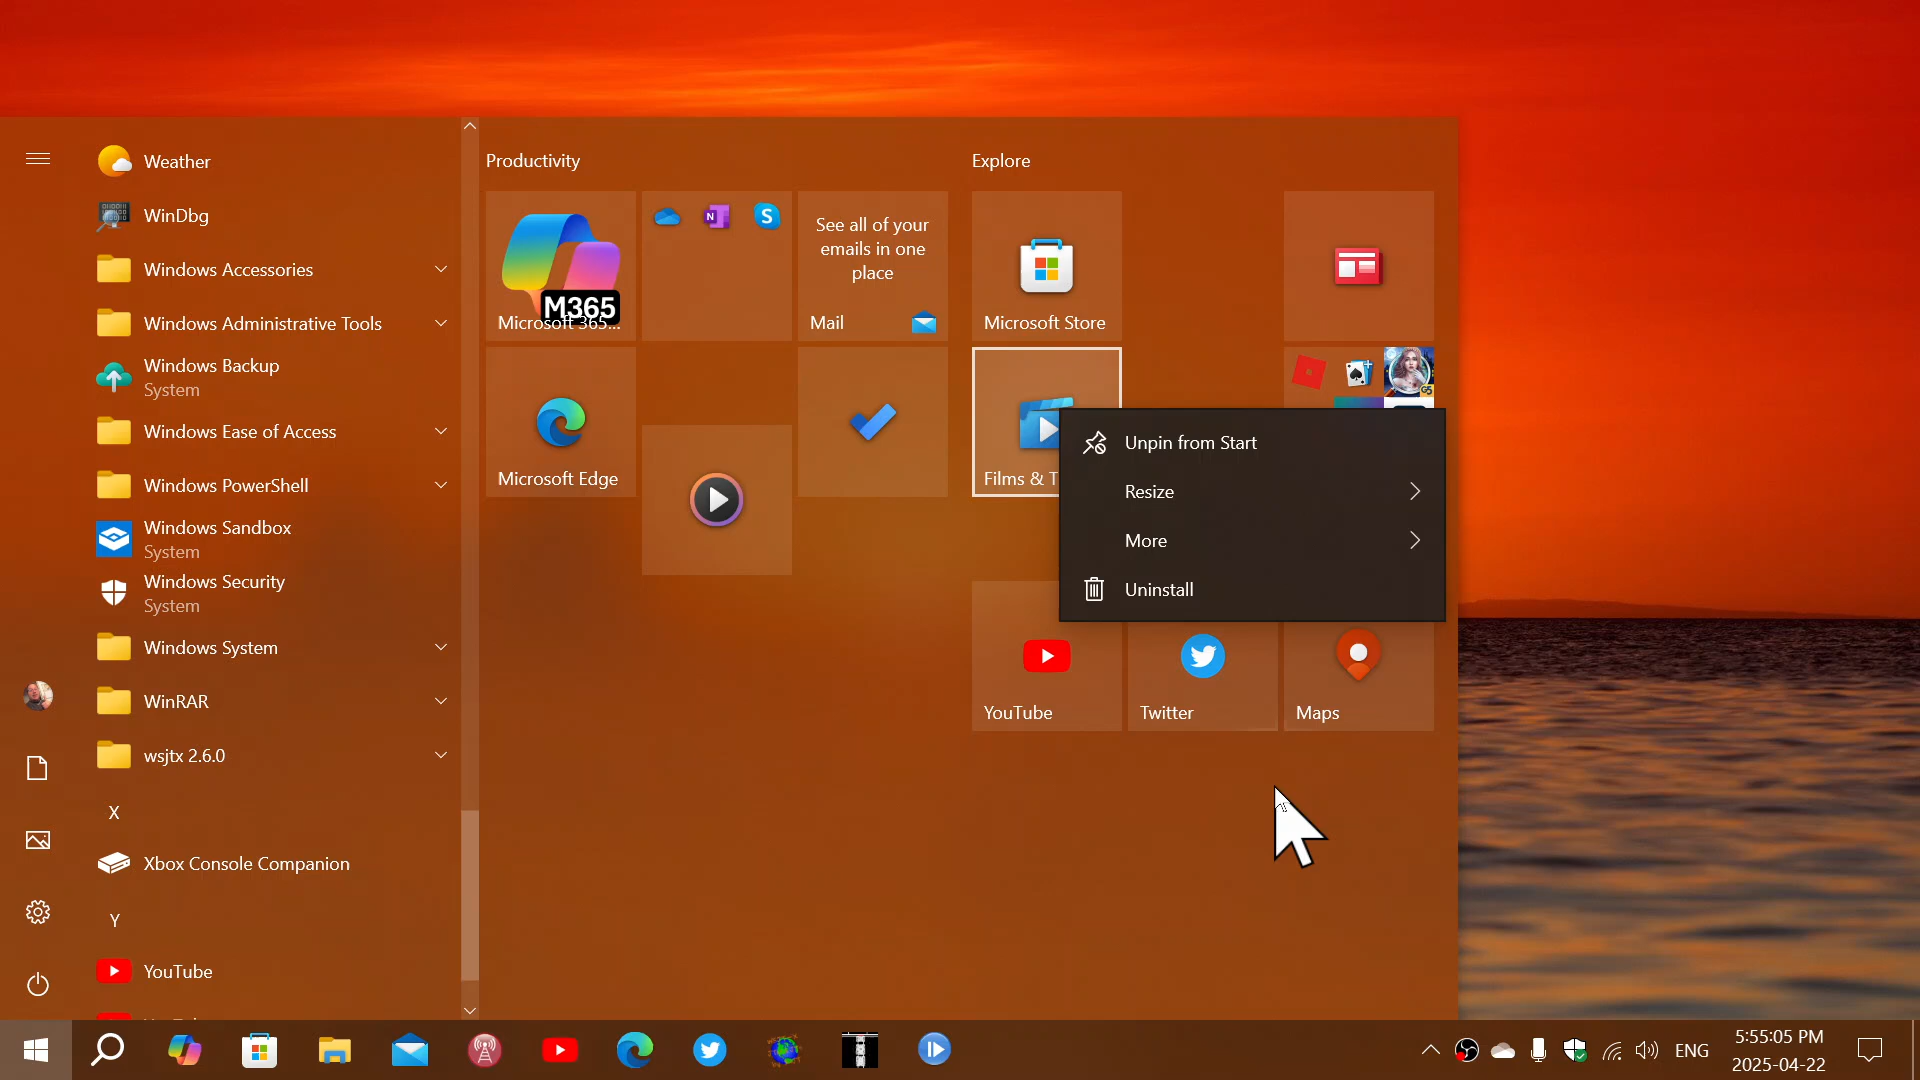 Weather
WinDbg
Windows Accessories
Windows Administrative Tools
Windows Backup
System
Windows Ease of Access
Windows PowerShell
Windows Sandbox
System
Windows Security
System
Windows System
WinRAR
wsjtx 2.6.0
X
Xbox Console Companion
Y
YouTube
Productivity
M365
Microsoft 365...
N
S
See all of your
emails in one
place
Mail
Microsoft Edge
Explore
Microsoft Store
Films & T
G5
Unpin from Start
Resize
More
Uninstall
YouTube
Twitter
Maps
ENG
5:55:05 PM
2025-04-22